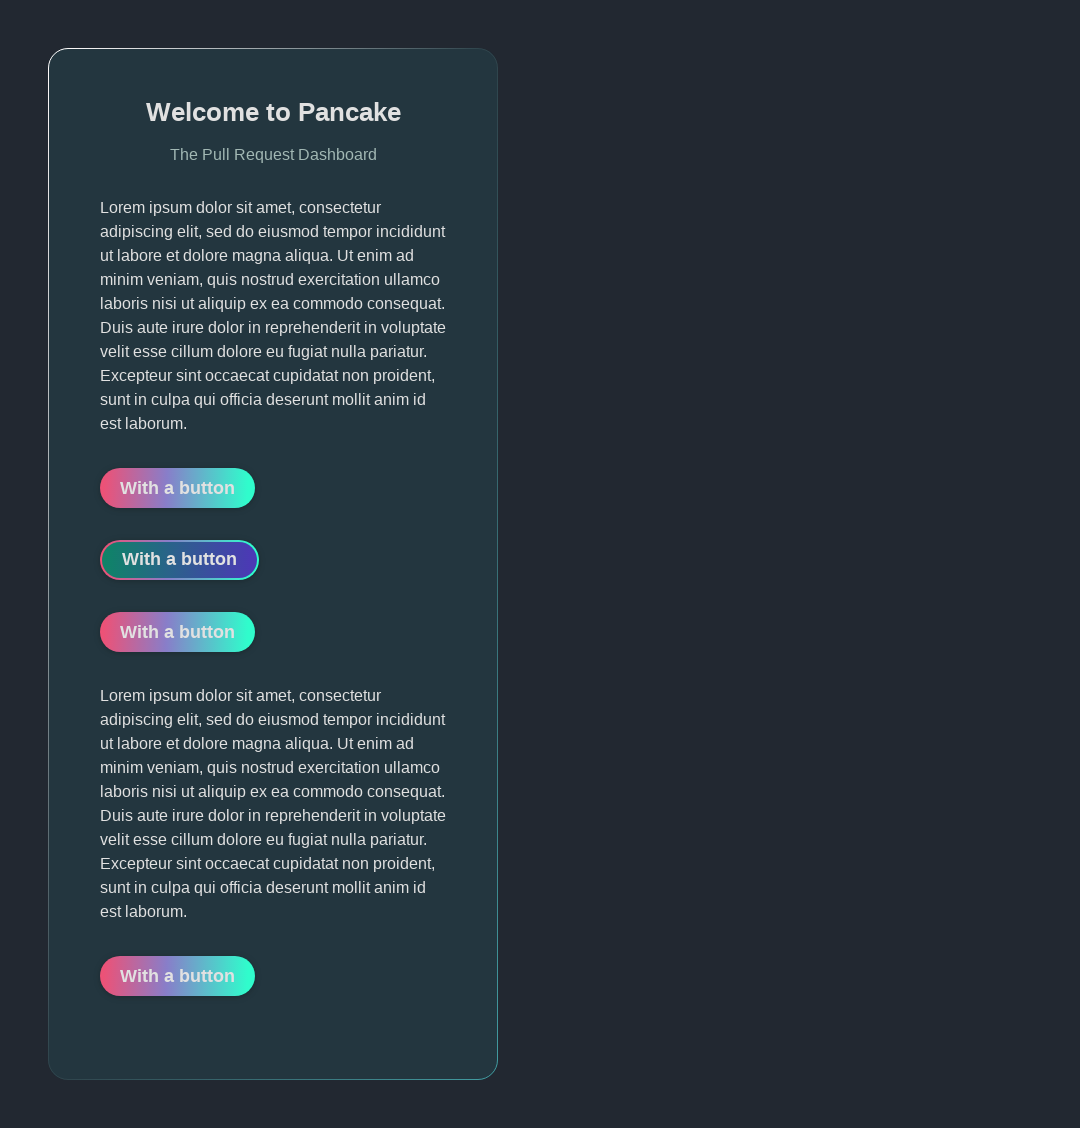 Welcome to Pancake
The Pull Request Dashboard
Lorem ipsum dolor sit amet, consectetur
adipiscing elit, sed do eiusmod tempor incididunt
ut labore et dolore magna aliqua. Ut enim ad
minim veniam, quis nostrud exercitation ullamco
laboris nisi ut aliquip ex ea commodo consequat.
Duis aute irure dolor in reprehenderit in voluptate
velit esse cillum dolore eu fugiat nulla pariatur.
Excepteur sint occaecat cupidatat non proident,
sunt in culpa qui officia deserunt mollit anim id
est laborum.
With a button
With a button
With a button
Lorem ipsum dolor sit amet, consectetur
adipiscing elit, sed do eiusmod tempor incididunt
ut labore et dolore magna aliqua. Ut enim ad
minim veniam, quis nostrud exercitation ullamco
laboris nisi ut aliquip ex ea commodo consequat.
Duis aute irure dolor in reprehenderit in voluptate
velit esse cillum dolore eu fugiat nulla pariatur.
Excepteur sint occaecat cupidatat non proident,
sunt in culpa qui officia deserunt mollit anim id
est laborum.
With a button